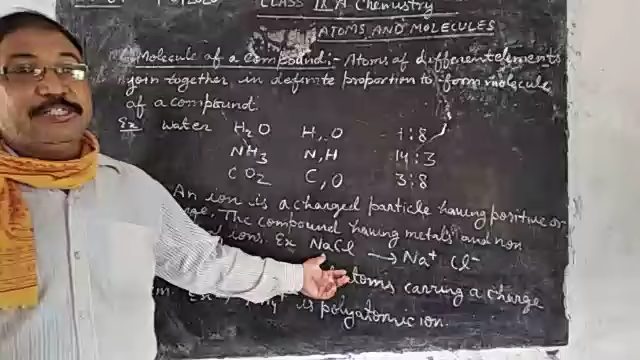 CLASS IX A Chemistry
ATOMS AND MOLECULES
Molecule of a compound:- Atoms of different elements
join together in definite proportion to form molecule
of a compound.
Ex water H2O H, O 1:8
NH3 N, H 14:3
CO2 C, O 3:8
An ion is a charged particle having positive or
The compound having metals and non
ions. Ex NaCl → Na+ Cl-
atoms carring a charge
is polyatomic ion.